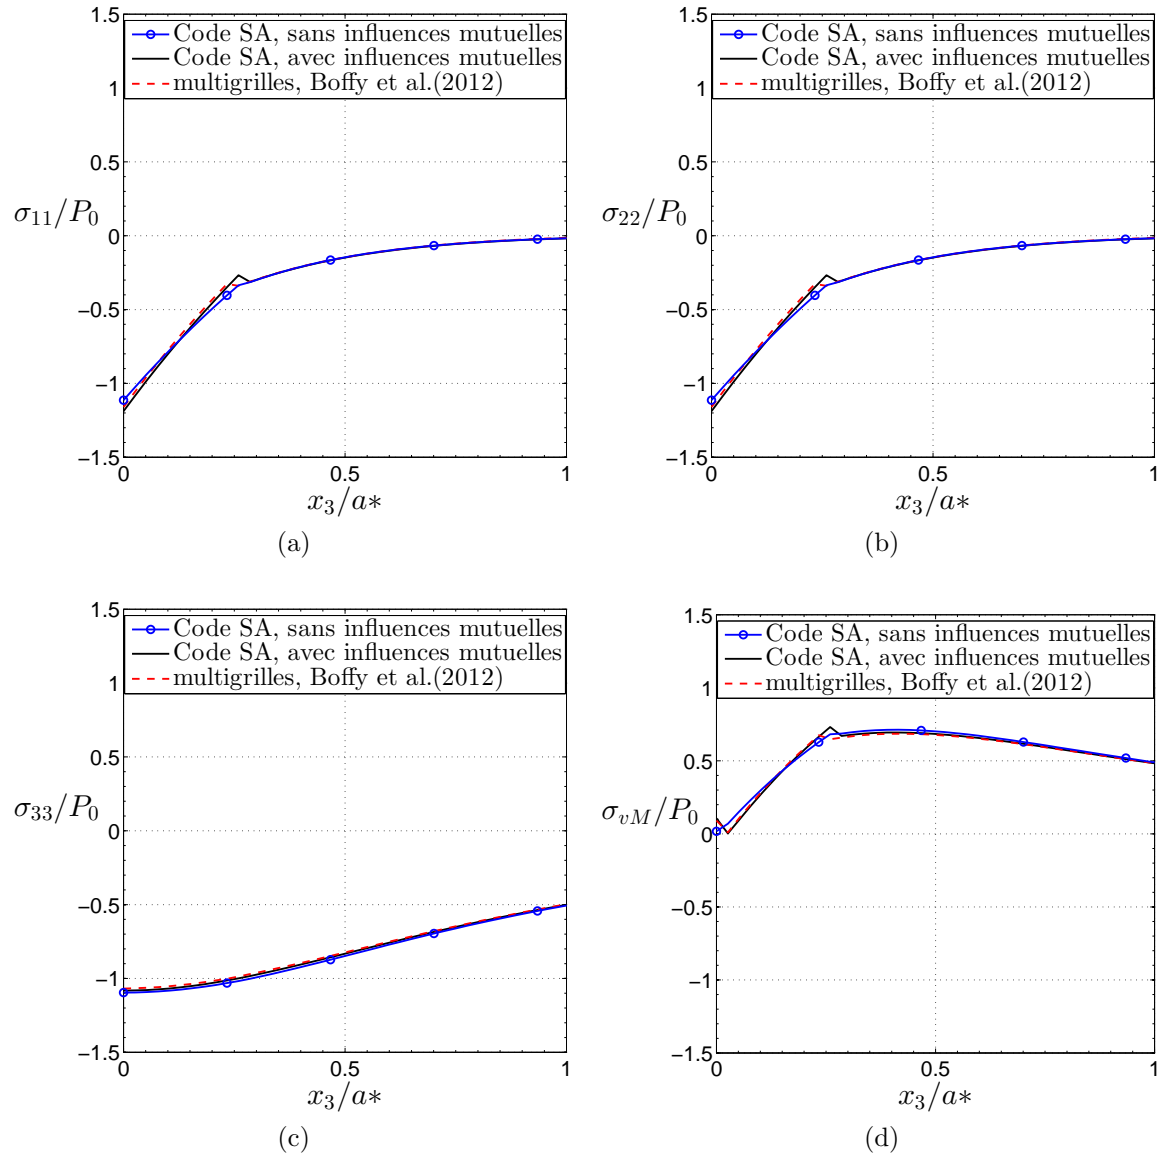 1.5
Code SA, sans influences mutuelles
Code SA, avec influences mutuelles
multigrilles, Boffy et al.(2012)
1
0.5
σ11/P0
0
−0.5
−1
−1.5
0
0.5
1
x3/a∗
(a)
1.5
Code SA, sans influences mutuelles
Code SA, avec influences mutuelles
multigrilles, Boffy et al.(2012)
1
0.5
σ22/P0
0
−0.5
−1
−1.5
0
0.5
1
x3/a∗
(b)
1.5
Code SA, sans influences mutuelles
Code SA, avec influences mutuelles
multigrilles, Boffy et al.(2012)
1
0.5
σ33/P0
0
−0.5
−1
−1.5
0
0.5
1
x3/a∗
(c)
1.5
Code SA, sans influences mutuelles
Code SA, avec influences mutuelles
multigrilles, Boffy et al.(2012)
1
0.5
σvM/P0
0
−0.5
−1
−1.5
0
0.5
1
x3/a∗
(d)